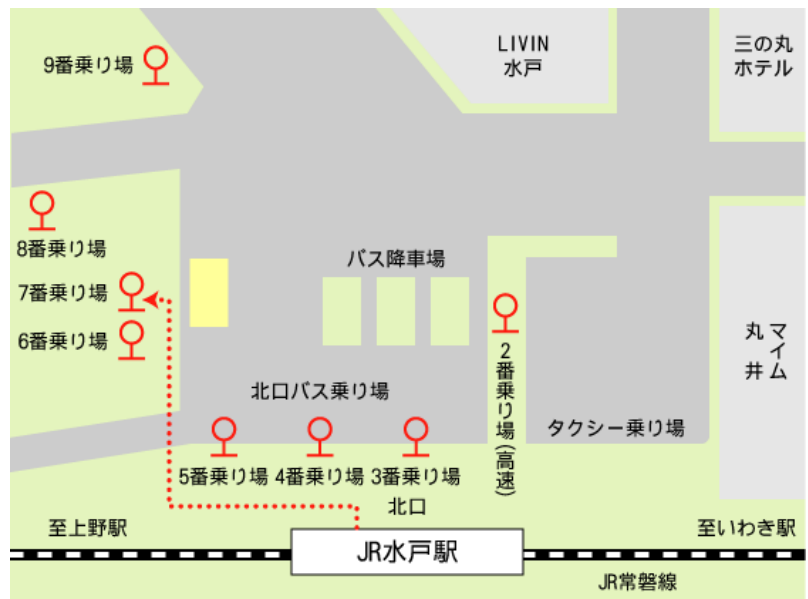 LIVIN
水戸
三の丸
ホテル
9番乗り場
8番乗り場
7番乗り場
6番乗り場
バス降車場
2番乗り場(高速)
丸井
マイム
北口バス乗り場
タクシー乗り場
5番乗り場
4番乗り場
3番乗り場
北口
至上野駅
至いわき駅
JR水戸駅
JR常磐線